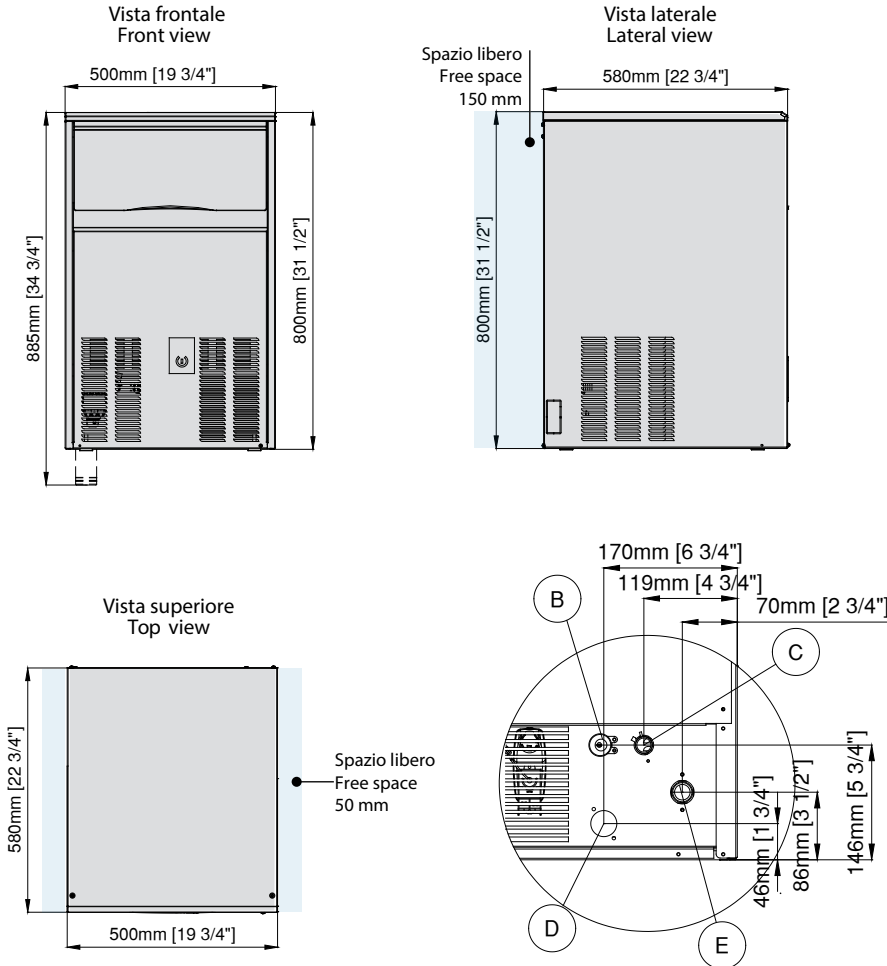 Vista frontale
Front view
500mm [19 3/4"]
885mm [34 3/4"]
800mm [31 1/2"]
Vista laterale
Lateral view
Spazio libero
Free space
150 mm
580mm [22 3/4"]
800mm [31 1/2"]
Vista superiore
Top view
580mm [22 3/4"]
500mm [19 3/4"]
Spazio libero
Free space
50 mm
170mm [6 3/4"]
119mm [4 3/4"]
70mm [2 3/4"]
B
C
46mm [1 3/4"]
86mm [3 1/2"]
146mm [5 3/4"]
D
E